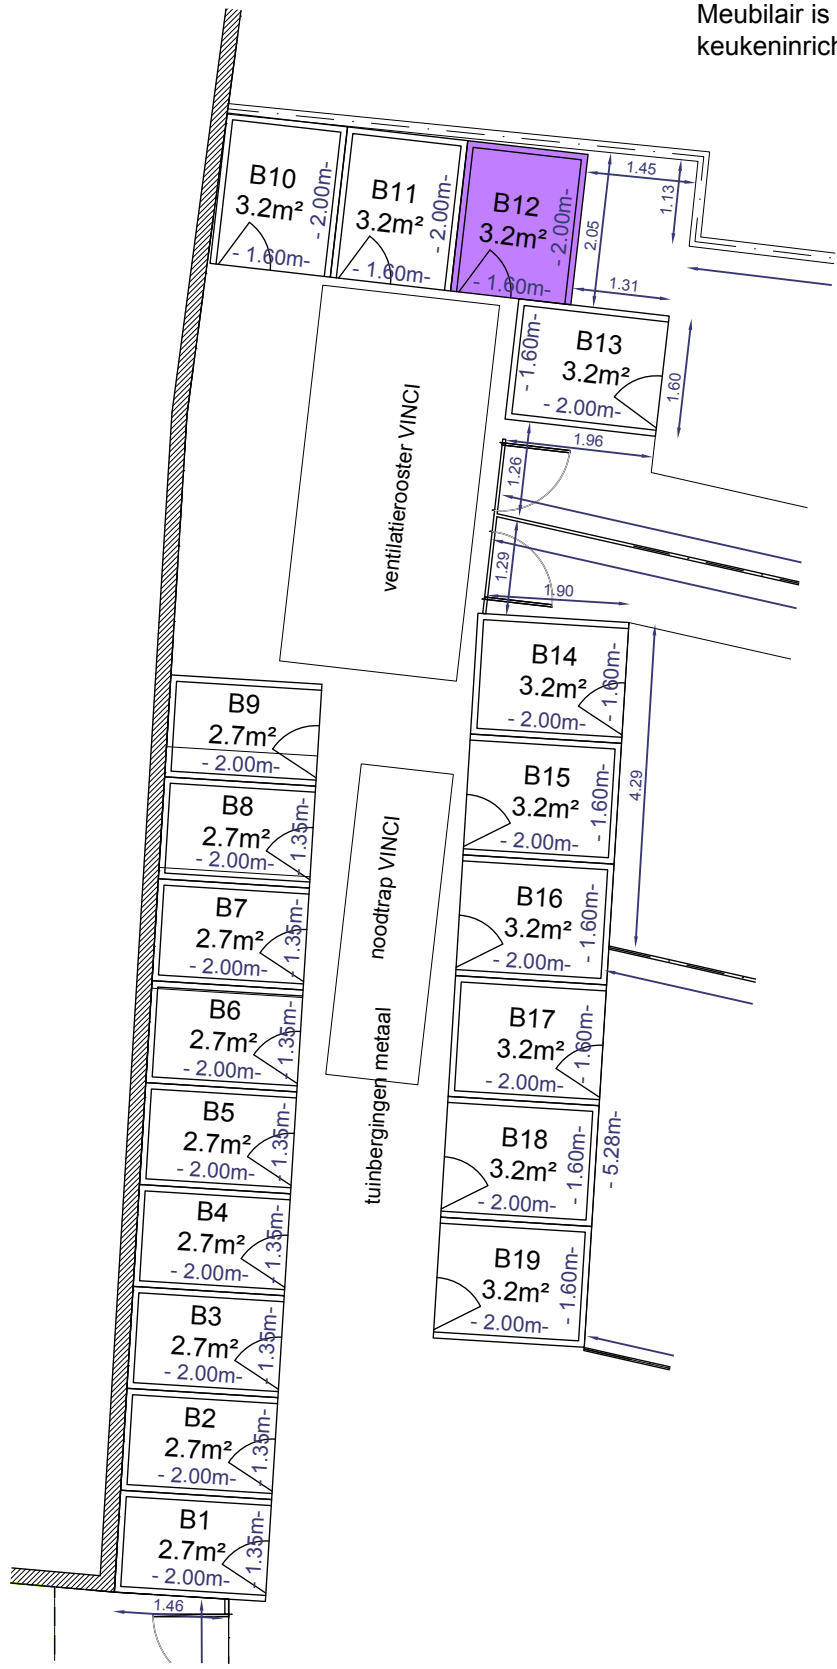 Meubilair is
keukeninrich
B10
3.2m²
- 2.00m-
- 1.60m-
B11
3.2m²
- 2.00m-
- 1.60m-
B12
3.2m²
- 2.00m-
- 1.60m-
1.45
1.13
2.05
1.31
B13
3.2m²
- 1.60m-
- 2.00m-
1.60
1.96
1.26
1.29
1.90
ventilatierooster VINCI
B14
3.2m²
- 1.60m-
- 2.00m-
B15
3.2m²
- 1.60m-
- 2.00m-
4.29
B16
3.2m²
- 1.60m-
- 2.00m-
B17
3.2m²
- 1.60m-
- 2.00m-
B18
3.2m²
- 1.60m-
- 2.00m-
- 5.28m-
B19
3.2m²
- 1.60m-
- 2.00m-
noodtrap VINCI
tuinbergingen metaal
B9
2.7m²
- 2.00m-
B8
2.7m²
- 2.00m-
- 1.35m-
B7
2.7m²
- 2.00m-
- 1.35m-
B6
2.7m²
- 2.00m-
- 1.35m-
B5
2.7m²
- 2.00m-
- 1.35m-
B4
2.7m²
- 2.00m-
- 1.35m-
B3
2.7m²
- 2.00m-
- 1.35m-
B2
2.7m²
- 2.00m-
- 1.35m-
B1
2.7m²
- 2.00m-
- 1.35m-
1.46